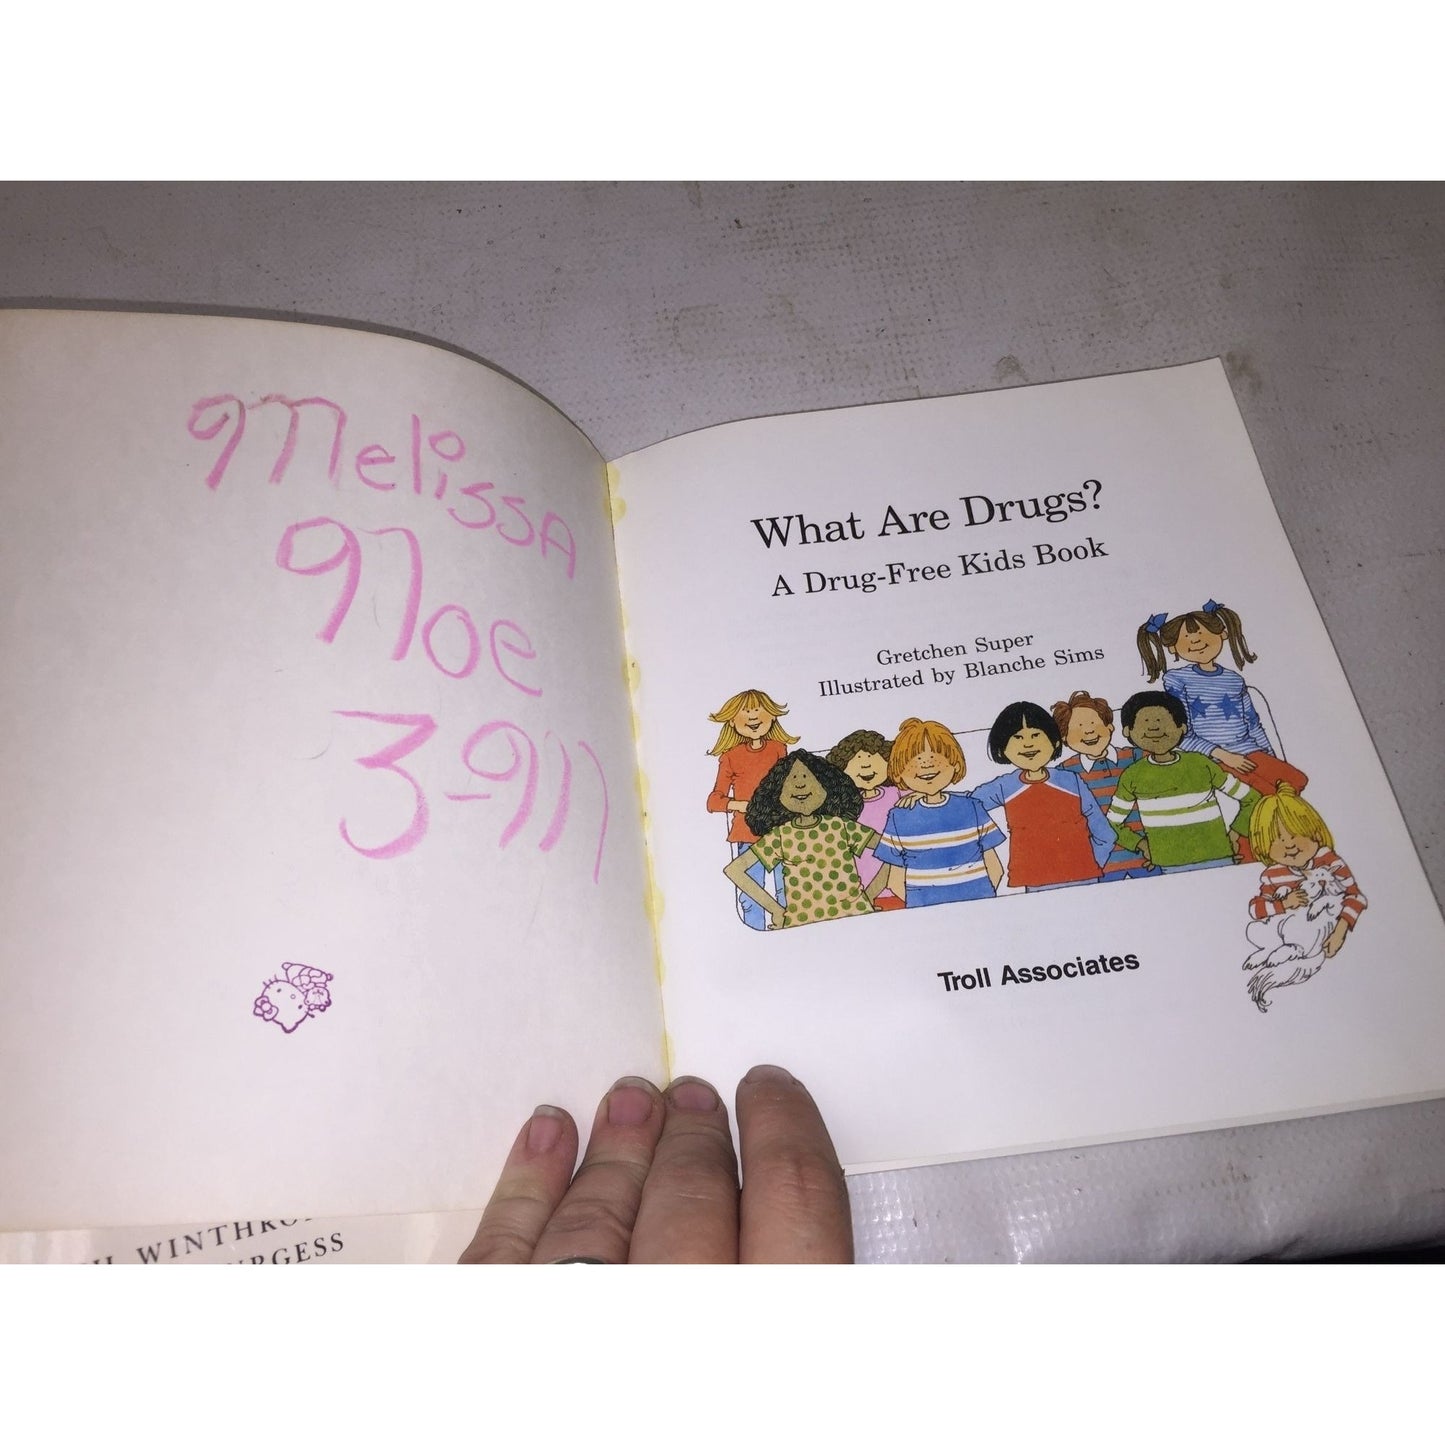 Melissa
Moe
3-911
What Are Drugs?
A Drug-Free Kids Book
Gretchen Super
Illustrated by Blanche Sims
Troll Associates